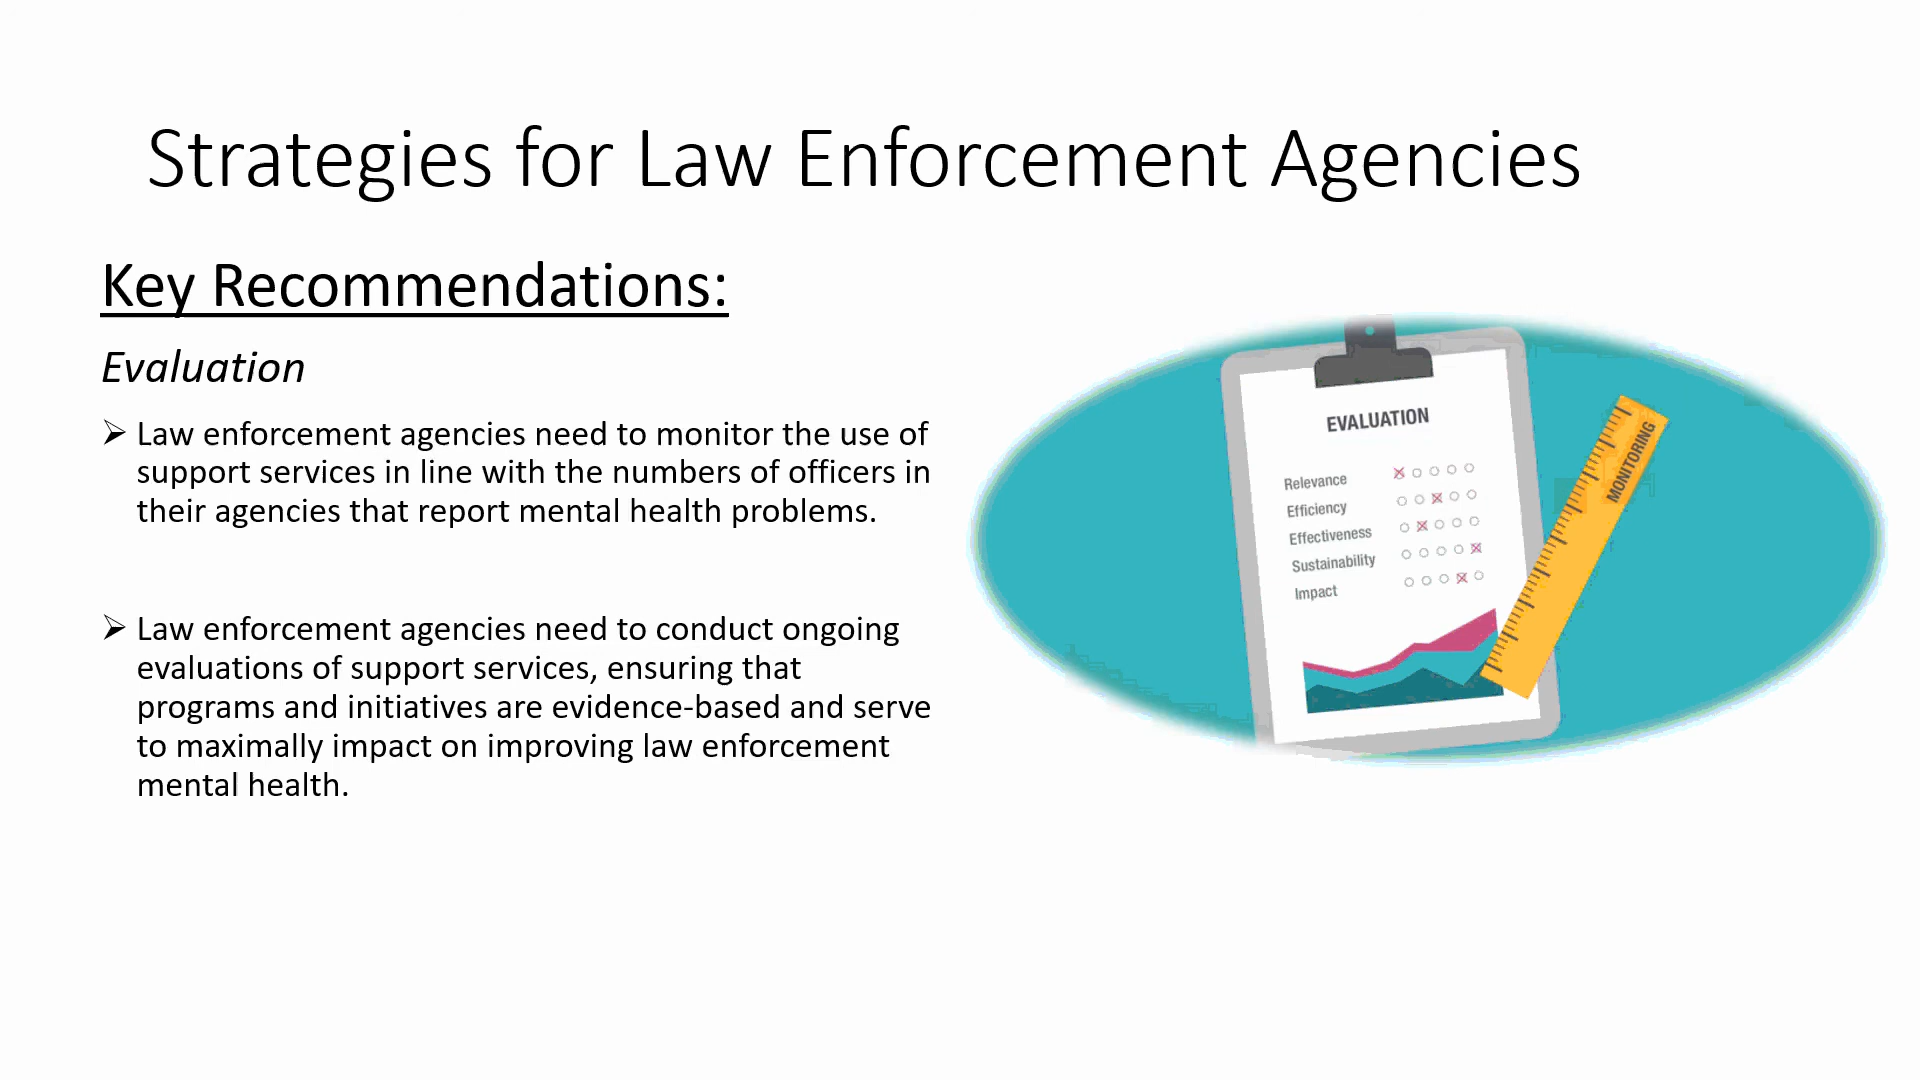 Strategies for Law Enforcement Agencies
Key Recommendations:
Evaluation
➢ Law enforcement agencies need to monitor the use of
support services in line with the numbers of officers in
their agencies that report mental health problems.
➢ Law enforcement agencies need to conduct ongoing
evaluations of support services, ensuring that
programs and initiatives are evidence-based and serve
to maximally impact on improving law enforcement
mental health.
EVALUATION
Relevance
Efficiency
Effectiveness
Sustainability
Impact
MONITORING